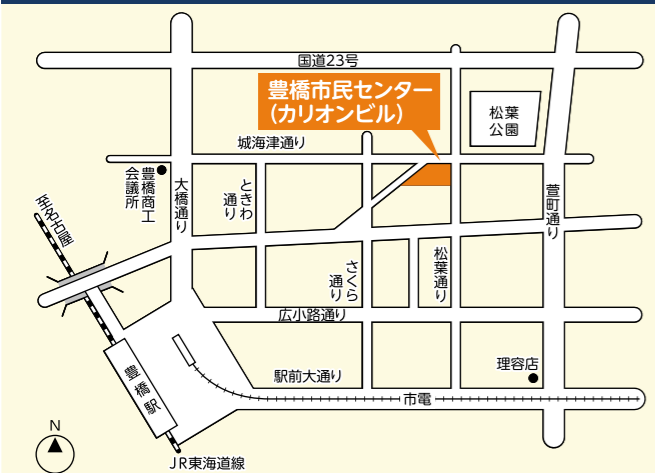 国道23号
豊橋市民センター
(カリオンビル)
松葉
公園
城海津通り
豊橋商工
会議所
大橋通り
ときわ
通り
萱町通り
至名古屋
さくら
通り
松葉通り
広小路通り
理容店
駅前大通り
豊橋駅
市電
N
JR東海道線